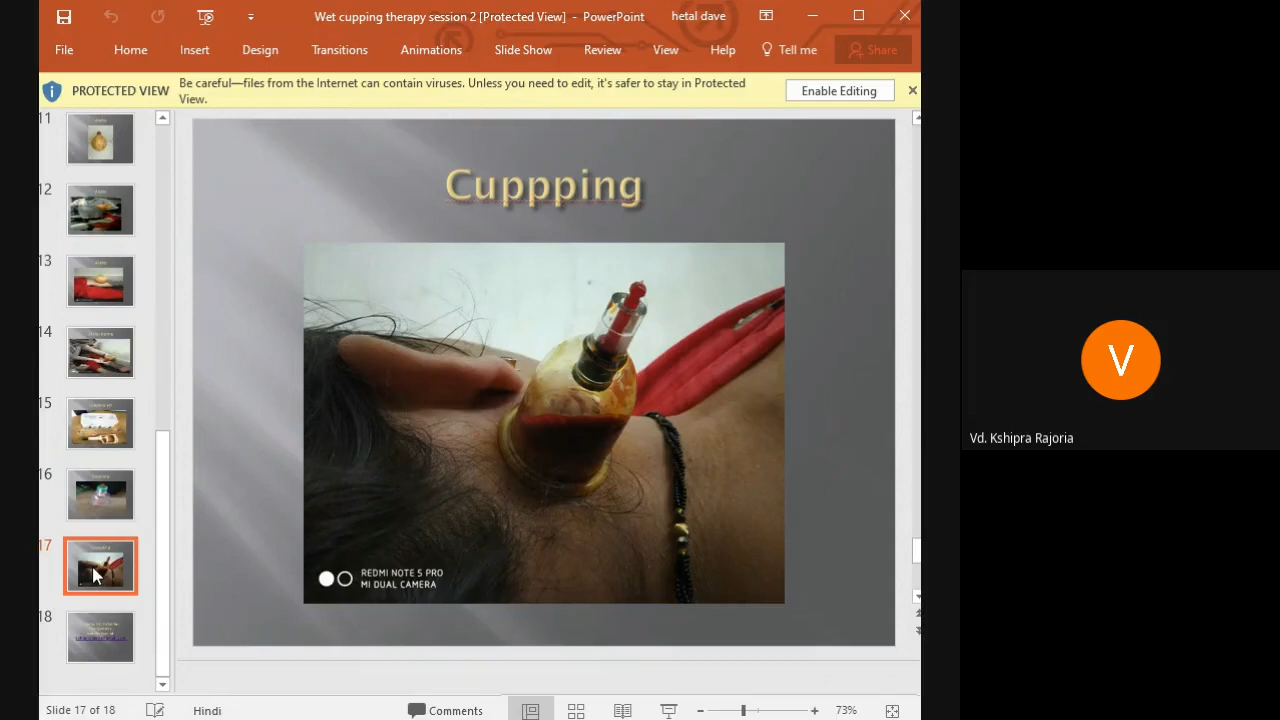 Wet cupping therapy session 2 [Protected View] - PowerPoint
hetal dave
File Home Insert Design Transitions Animations Slide Show Review View Help Tell me Share
PROTECTED VIEW
Be careful—files from the Internet can contain viruses. Unless you need to edit, it's safer to stay in Protected
View.
Enable Editing
11
12
13
14
15
16
17
18
Cuppping
REDMI NOTE 5 PRO
MI DUAL CAMERA
V
Vd. Kshipra Rajoria
Slide 17 of 18
Hindi
Comments
73%